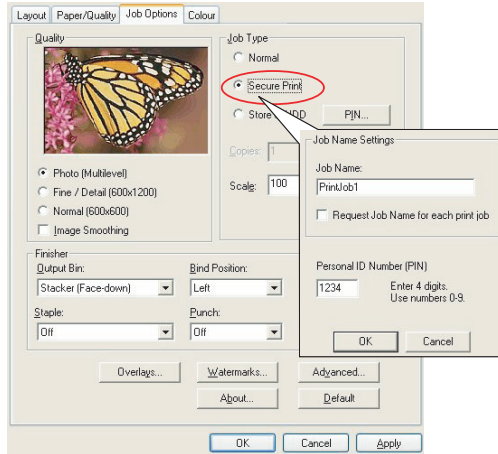 Layout Paper/Quality Job Options Colour
Quality
Job Type
Normal
Secure Print
Store HDD PIN...
Copies: 1
Scale: 100
Photo (Multilevel)
Fine / Detail (600x1200)
Normal (600x600)
Image Smoothing
Job Name Settings
Job Name:
PrintJob1
Request Job Name for each print job
Personal ID Number (PIN)
1234
Enter 4 digits.
Use numbers 0-9.
OK Cancel
Finisher
Output Bin: Bind Position:
Stacker (Face-down) Left
Staple: Punch:
Off Off
Overlays... Watermarks... Advanced...
About... Default
OK Cancel Apply